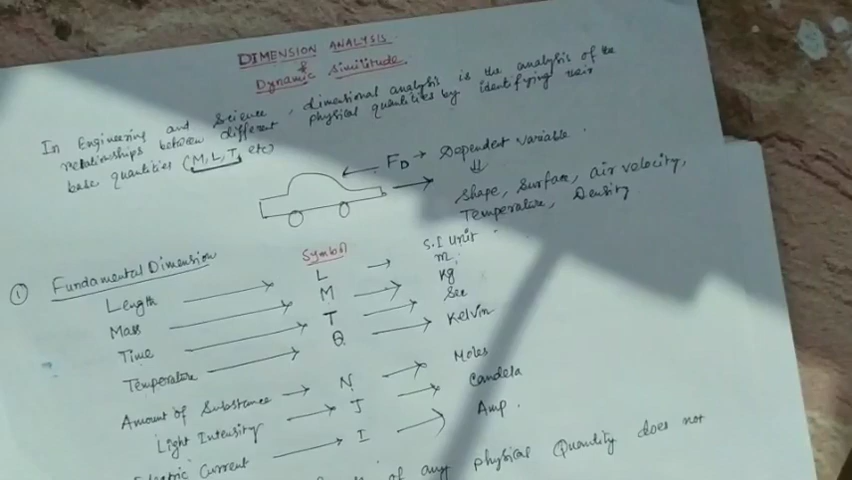 DIMENSION ANALYSIS
&
Dynamic Similitude
In Engineering and Science, dimensional analysis is the analysis of the
relationships between different physical quantities by identifying their
base quantities (M, L, T, etc)
FD → Dependent variable
⇓
Shape, Surface, air velocity,
Temperature, Density
① Fundamental Dimension Symbol S.I Unit
Length → L → m
Mass → M → Kg
Time → T → Sec
Temperature → θ → Kelvin
Amount of Substance → N → Moles
Light Intensity → J → Candela
Electric Current → I → Amp.
of any physical Quantity does not